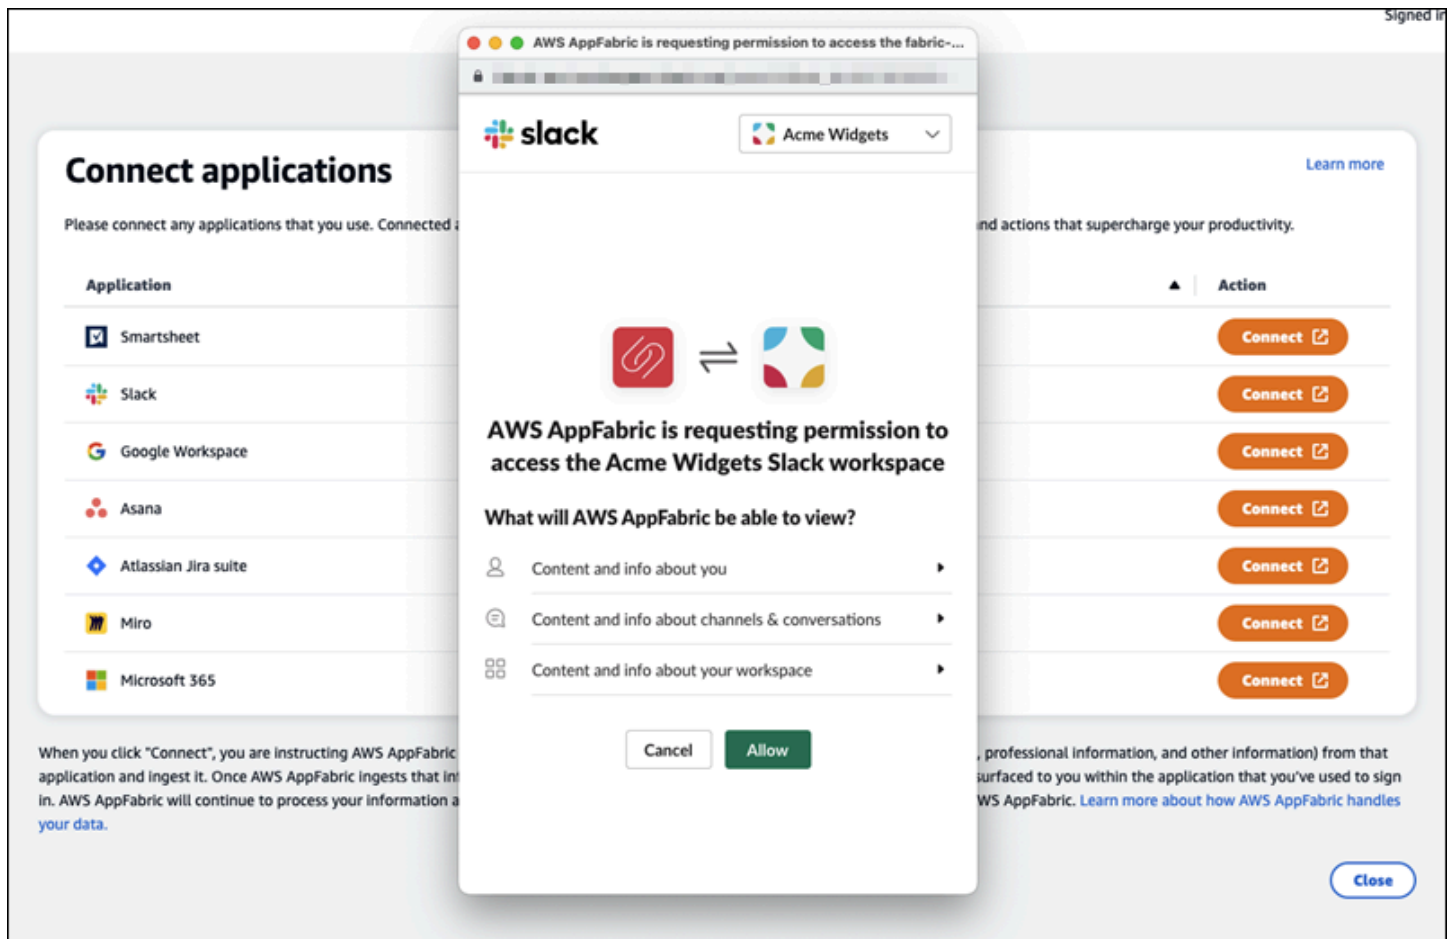 Signed in
AWS AppFabric is requesting permission to access the fabric-...
slack
Acme Widgets
Connect applications
Learn more
Please connect any applications that you use. Connected
and actions that supercharge your productivity.
Application
Action
Smartsheet
Connect
Slack
Connect
Google Workspace
Connect
Asana
Connect
Atlassian Jira suite
Connect
Miro
Connect
Microsoft 365
Connect
AWS AppFabric is requesting permission to
access the Acme Widgets Slack workspace
What will AWS AppFabric be able to view?
Content and info about you
Content and info about channels & conversations
Content and info about your workspace
Cancel
Allow
When you click "Connect", you are instructing AWS AppFabric
, professional information, and other information) from that
application and ingest it. Once AWS AppFabric ingests that
surfaced to you within the application that you've used to sign
in. AWS AppFabric will continue to process your information
AWS AppFabric. Learn more about how AWS AppFabric handles
your data.
Close